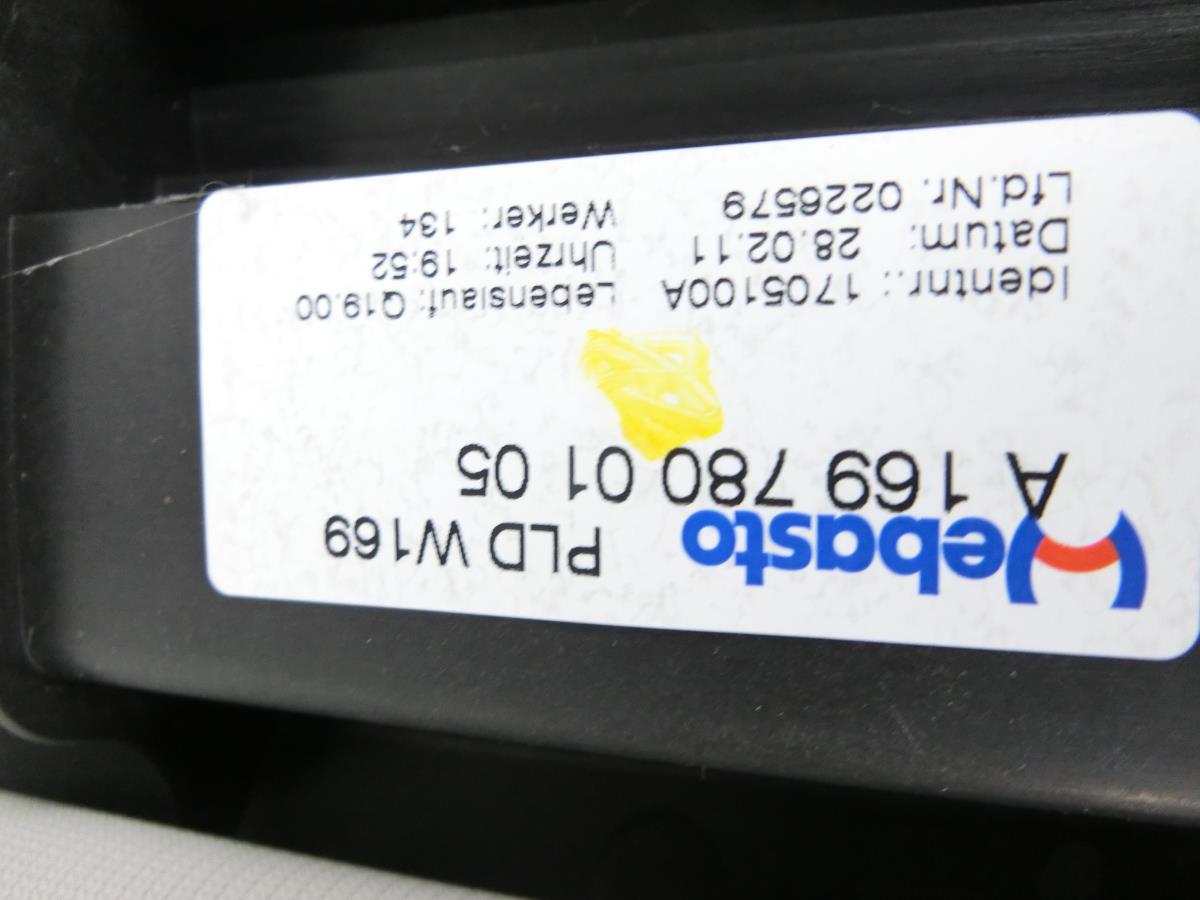 Webasto PLD W169
A 169 780 01 05
Identnr.: 1705100A Lebenslauf: Q19.00
Datum: 28.02.11 Uhrzeit: 19:52
Lfd.Nr. 0226579 Werker: 134